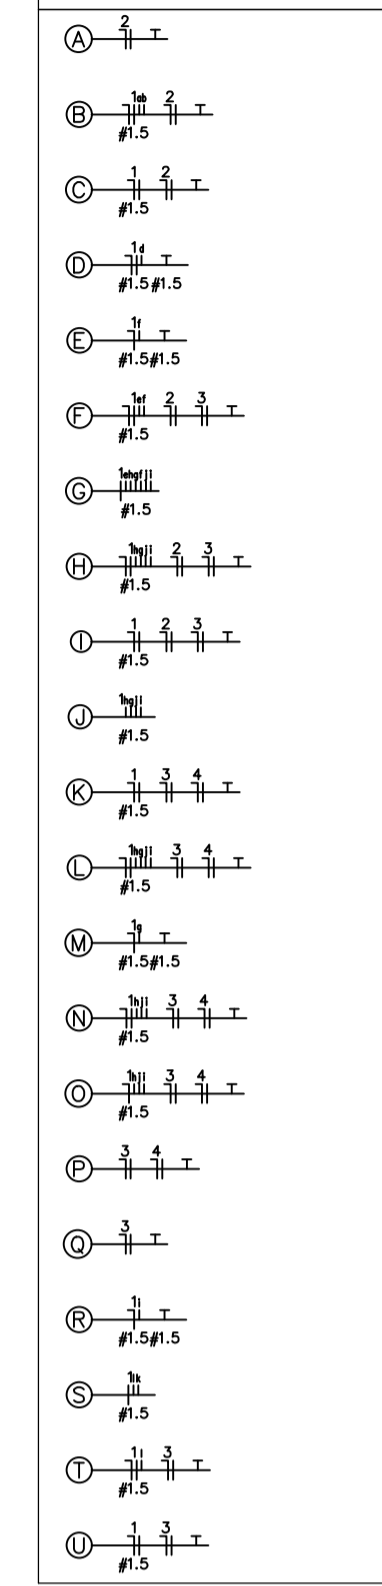 A 2 T
B 1ab 2 T
#1.5
C 1 2 T
#1.5
D 1d T
#1.5 #1.5
E 1f T
#1.5#1.5
F 1ef 2 3 T
#1.5
G 1ehgfji
#1.5
H 1hgji 2 3 T
#1.5
I 1 2 3 T
#1.5
J 1hgji
#1.5
K 1 3 4 T
#1.5
L 1hgji 3 4 T
#1.5
M 1g T
#1.5#1.5
N 1hji 3 4 T
#1.5
O 1hji 3 4 T
#1.5
P 3 4 T
Q 3 T
R 1i T
#1.5#1.5
S 1ik
#1.5
T 1i 3 T
#1.5
U 1 3 T
#1.5